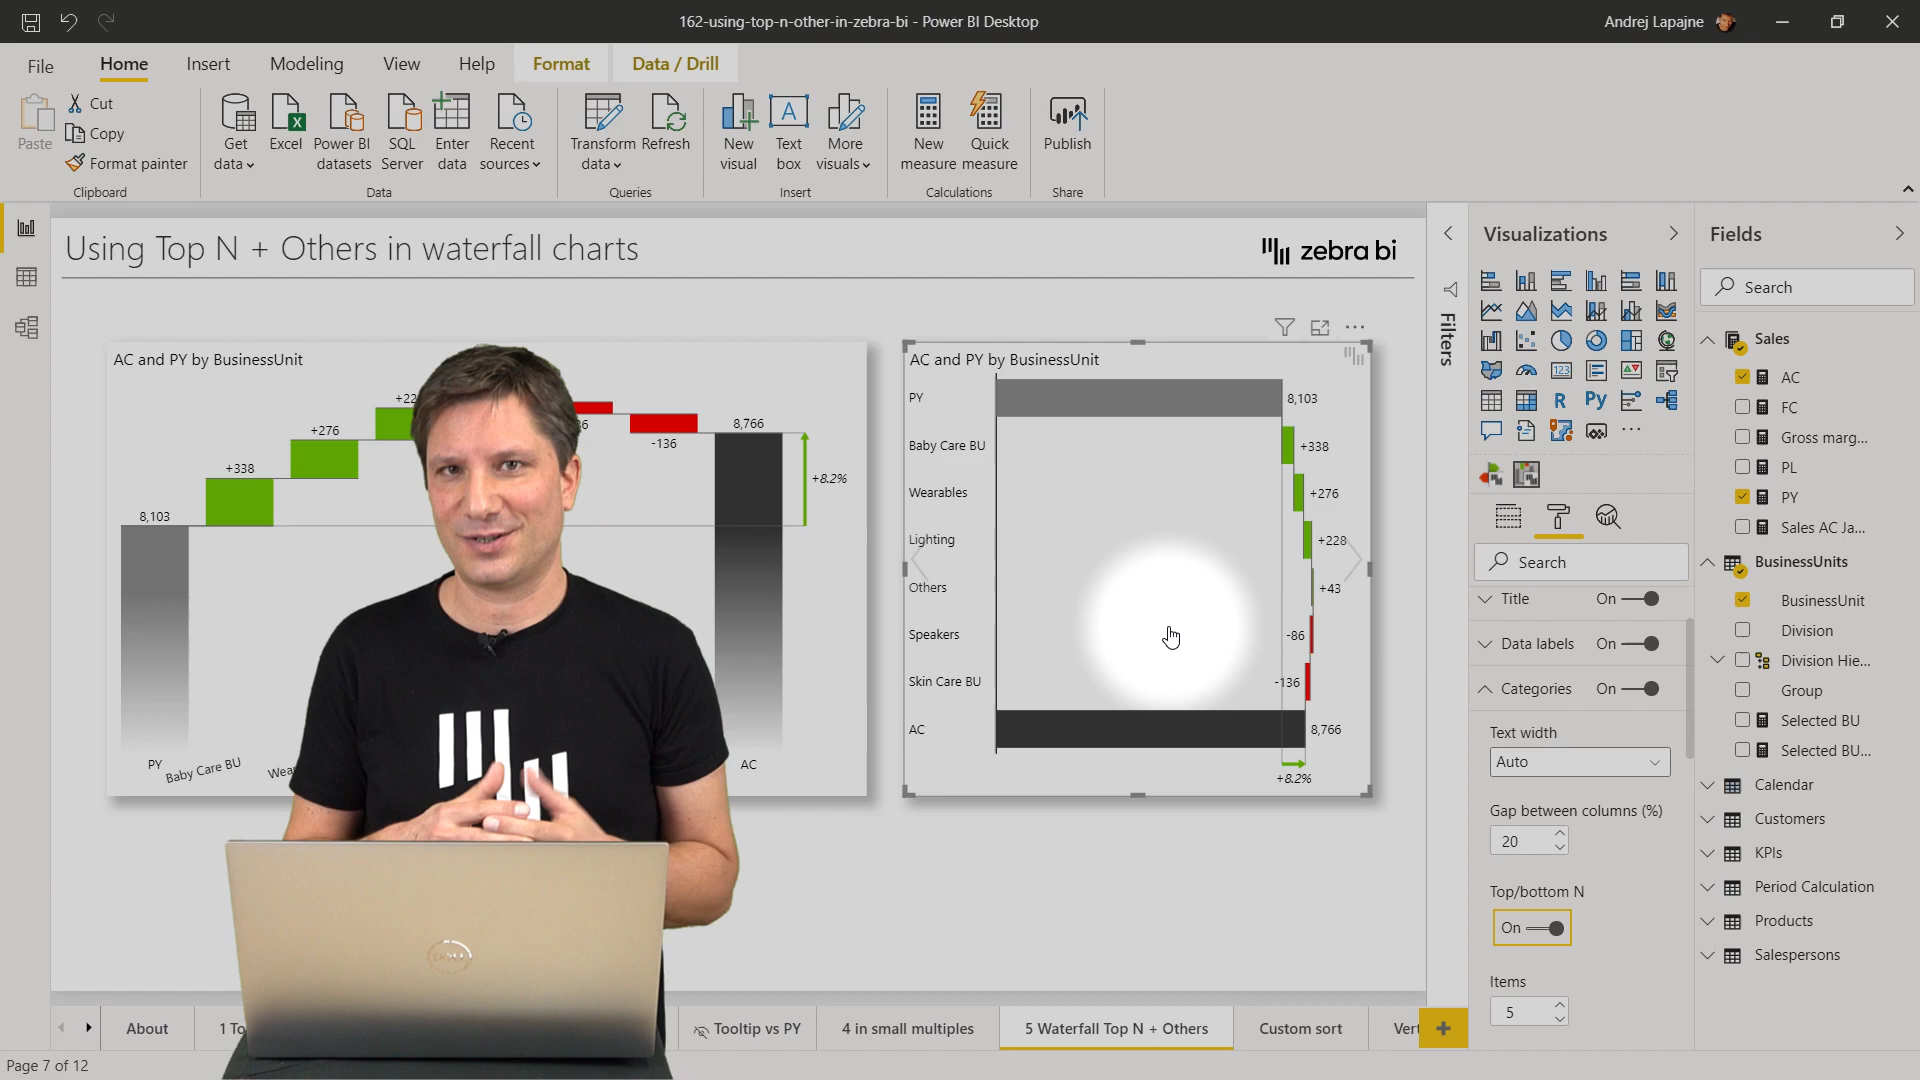 162-using-top-n-other-in-zebra-bi - Power BI Desktop
Andrej Lapajne
File
Home
Insert
Modeling
View
Help
Format
Data / Drill
Paste
Cut
Copy
Format painter
Clipboard
Get data
Excel
Power BI datasets
SQL Server
Enter data
Recent sources
Data
Transform data
Refresh
Queries
New visual
Text box
More visuals
Insert
New measure
Quick measure
Calculations
Publish
Share
Using Top N + Others in waterfall charts
zebra bi
AC and PY by BusinessUnit
8,103
+338
+276
+22
-136
8,766
+8.2%
PY
Baby Care BU
AC
AC and PY by BusinessUnit
PY
8,103
Baby Care BU
+338
Wearables
+276
Lighting
+228
Others
+43
Speakers
-86
Skin Care BU
-136
AC
8,766
+8.2%
Filters
Visualizations
R
Py
123
Search
Title
On
Data labels
On
Categories
On
Text width
Auto
Gap between columns (%)
20
Top/bottom N
On
Items
5
Fields
Search
Sales
AC
FC
Gross marg...
PL
PY
Sales AC Ja...
BusinessUnits
BusinessUnit
Division
Division Hie...
Group
Selected BU
Selected BU...
Calendar
Customers
KPIs
Period Calculation
Products
Salespersons
About
1 To
Tooltip vs PY
4 in small multiples
5 Waterfall Top N + Others
Custom sort
Vert
Page 7 of 12